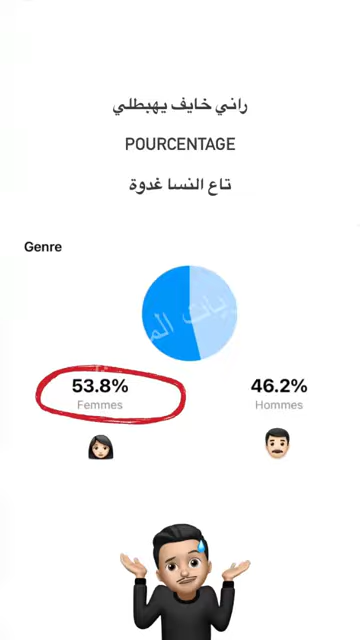 راني خايف يهبطلي
POURCENTAGE
تاع النسا غدوة
Genre
53.8%
Femmes
46.2%
Hommes